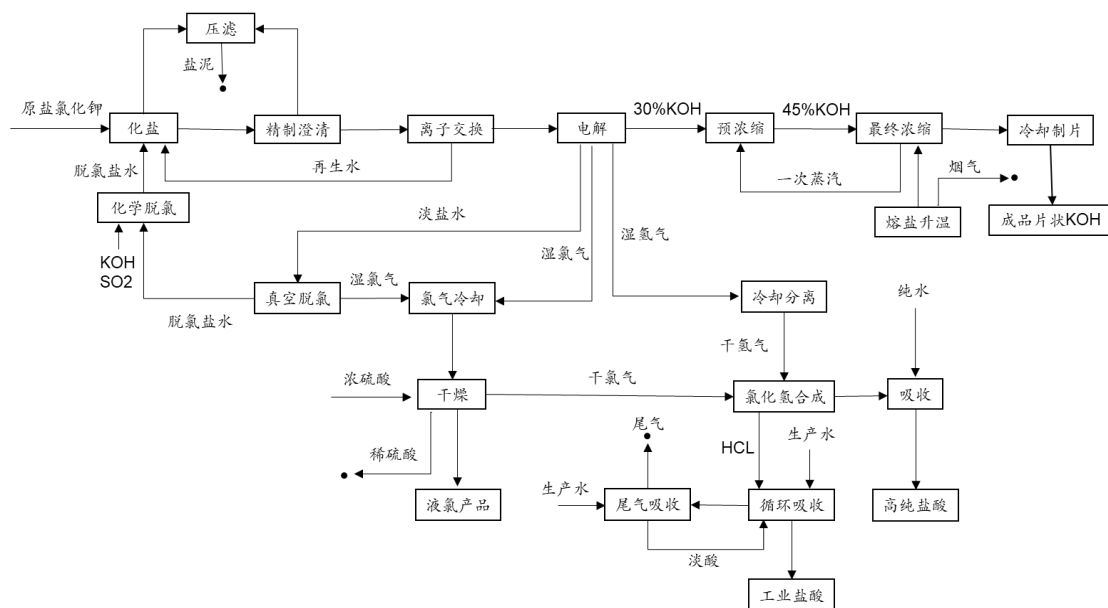 压滤
盐泥
原盐氯化钾
化盐
精制澄清
离子交换
电解
30%KOH
预浓缩
45%KOH
最终浓缩
冷却制片
脱氯盐水
再生水
一次蒸汽
烟气
化学脱氯
淡盐水
湿氯气
湿氢气
熔盐升温
成品片状KOH
KOH
SO2
真空脱氯
湿氯气
氯气冷却
冷却分离
纯水
脱氯盐水
干氢气
浓硫酸
干燥
干氯气
氯化氢合成
吸收
尾气
HCL
生产水
稀硫酸
液氯产品
生产水
尾气吸收
循环吸收
高纯盐酸
淡酸
工业盐酸